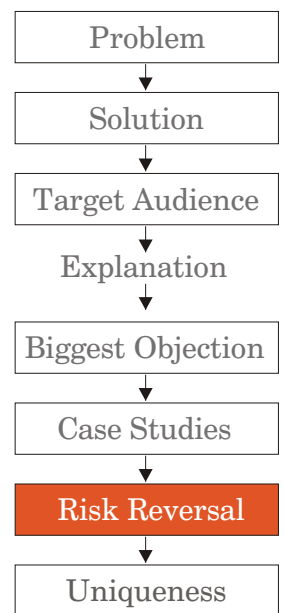 Problem
Solution
Target Audience
Explanation
Biggest Objection
Case Studies
Risk Reversal
Uniqueness